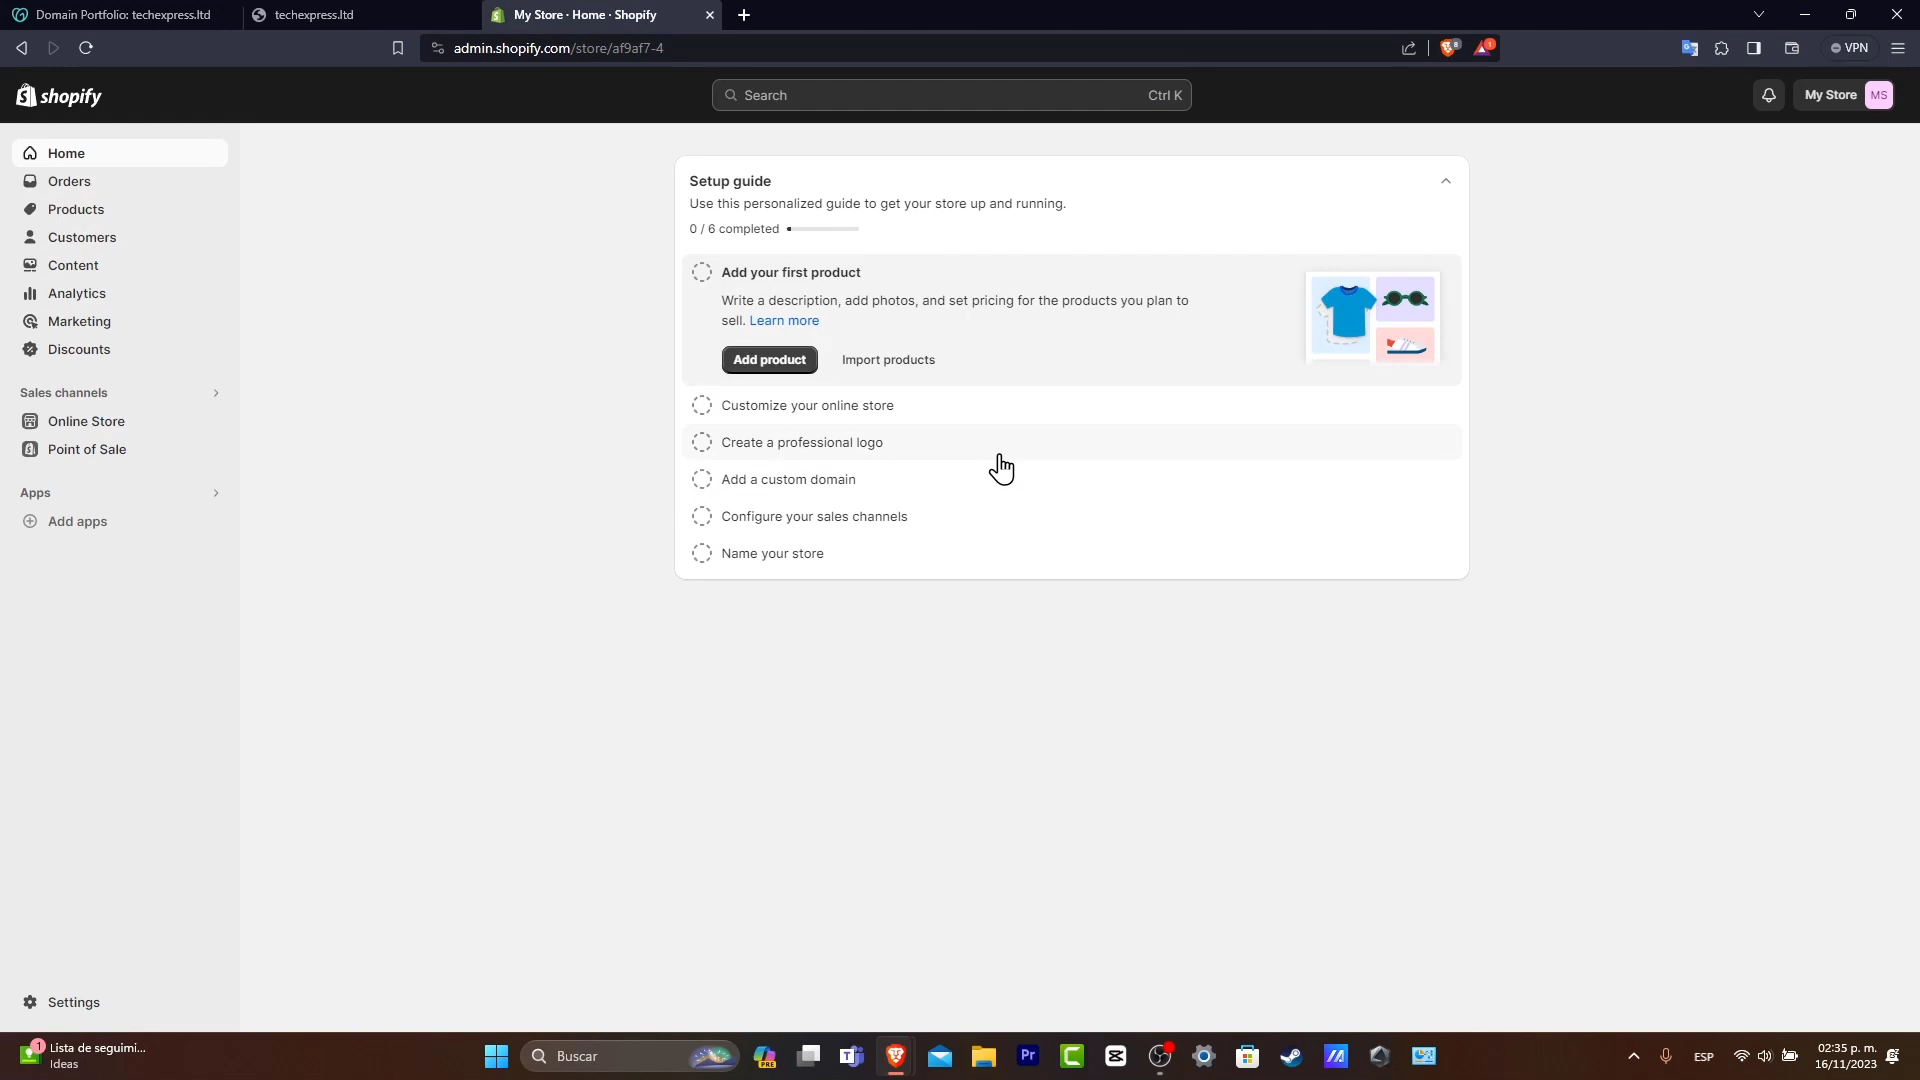 Domain Portfolio: techexpress.ltd
techexpress.ltd
My Store · Home · Shopify
admin.shopify.com/store/af9af7-4
8
1
VPN
shopify
Search
Ctrl K
My Store
MS
Home
Orders
Products
Customers
Content
Analytics
Marketing
Discounts
Sales channels
Online Store
Point of Sale
Apps
Add apps
Settings
Setup guide
Use this personalized guide to get your store up and running.
0 / 6 completed
Add your first product
Write a description, add photos, and set pricing for the products you plan to
sell. Learn more
Add product
Import products
Customize your online store
Create a professional logo
Add a custom domain
Configure your sales channels
Name your store
1
Lista de seguimi...
Ideas
Buscar
PRE
Pr
ESP
02:35 p. m.
16/11/2023